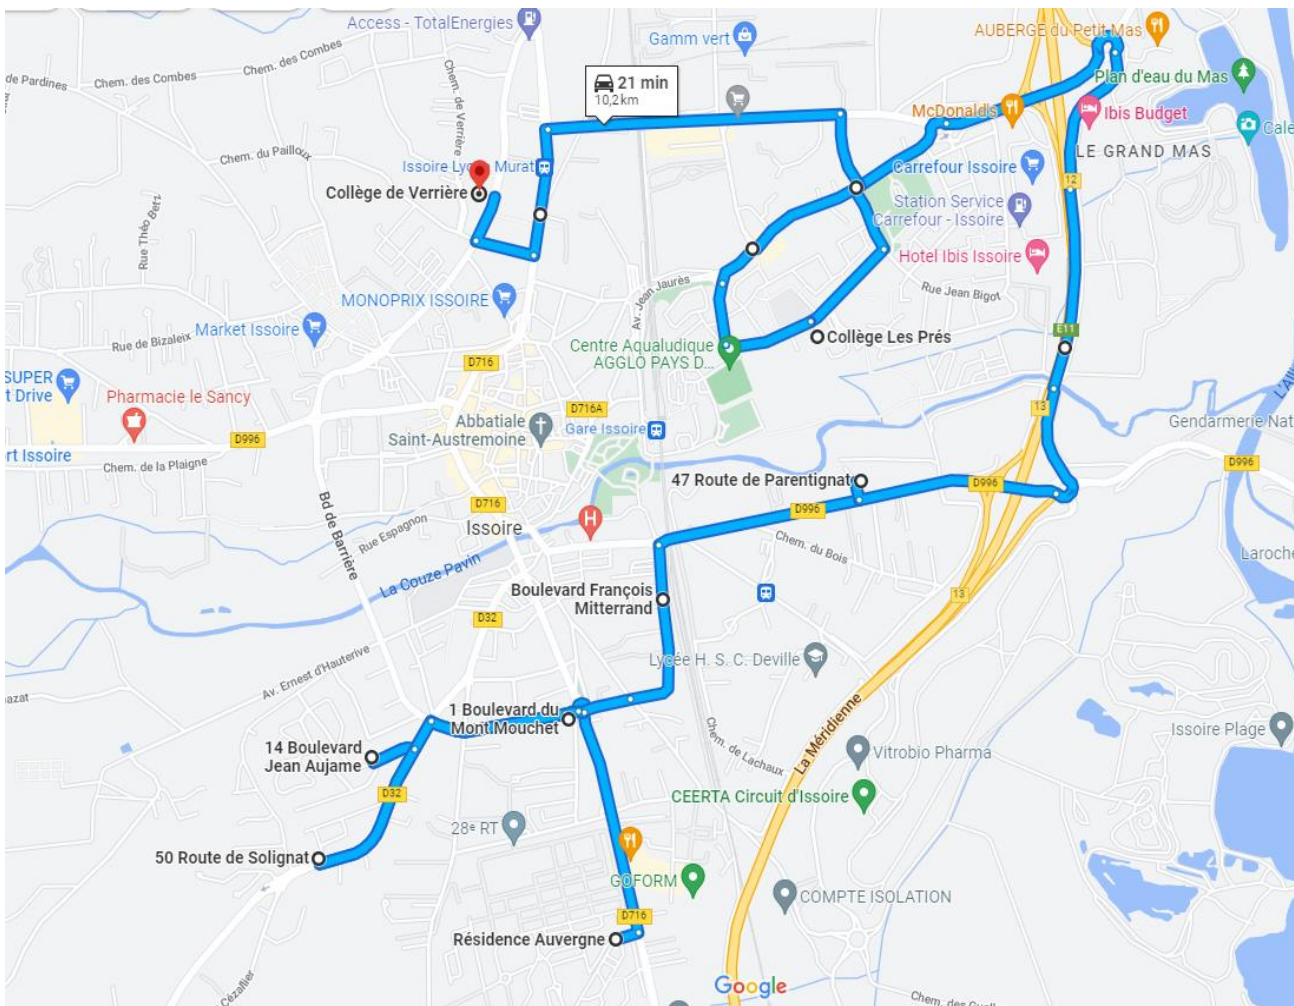 Access - TotalEnergies
Gamm vert
AUBERGE du Petit Mas
Chem. des Combes
Chem. des Combes
de Pardines
Chem. de Verrière
21 min
10,2 km
Plan d'eau du Mas
McDonald's
Ibis Budget
LE GRAND MAS
Chem. du Pailloux
Murat
Collège de Verrière
Carrefour Issoire
12
Station Service
Carrefour - Issoire
Rue Théo Betz
Hotel Ibis Issoire
Av. Jean Jaurès
Rue Jean Bigot
MONOPRIX ISSOIRE
Market Issoire
Rue de Bizaleix
E11
Collège Les Prés
Centre Aqualudique
AGGLO PAYS D...
D716
SUPER
t Drive
Pharmacie le Sancy
D716A
13
Abbatiale
Saint-Austremoine
Gare Issoire
Gendarmerie Nat
D996
rt Issoire
Chem. de la Plaigne
D996
47 Route de Parentignat
D996
D996
D716
Bd de Barrière
Rue Espagnon
Issoire
Chem. du Bois
La Couze Pavin
Boulevard François
Mitterrand
13
D32
Lycée H. S. C. Deville
Av. Ernest d'Hauterive
1 Boulevard du
Mont Mouchet
Chem. de Lachaux
La Méridienne
Issoire Plage
14 Boulevard
Jean Aujame
Vitrobio Pharma
D32
CEERTA Circuit d'Issoire
28e RT
50 Route de Solignat
GOFORM
COMPTE ISOLATION
D716
Résidence Auvergne
Google